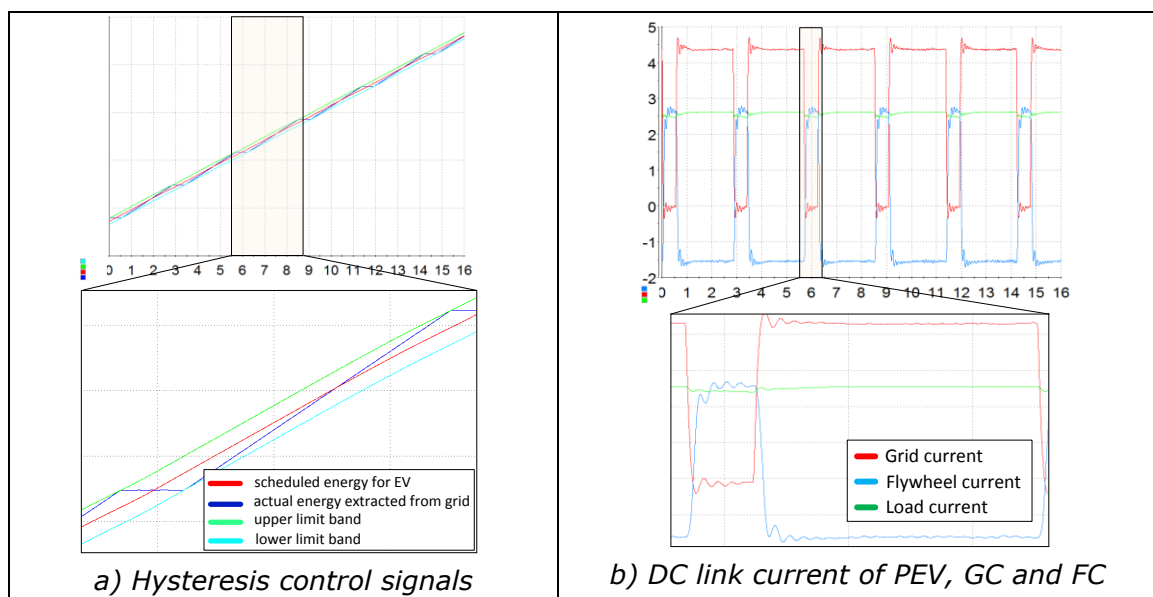 0 1 2 3 4 5 6 7 8 9 10 11 12 13 14 15 16
scheduled energy for EV
actual energy extracted from grid
upper limit band
lower limit band
a) Hysteresis control signals
5
4
3
2
1
0
-1
-2
0 1 2 3 4 5 6 7 8 9 10 11 12 13 14 15 16
Grid current
Flywheel current
Load current
b) DC link current of PEV, GC and FC